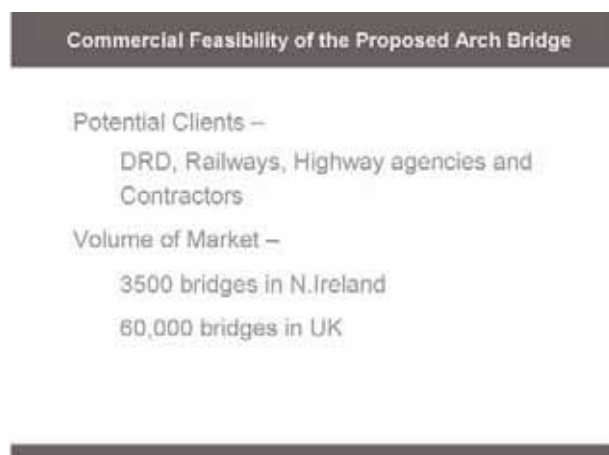 Commercial Feasibility of the Proposed Arch Bridge
Potential Clients –
DRD, Railways, Highway agencies and
Contractors
Volume of Market –
3500 bridges in N.Ireland
60,000 bridges in UK